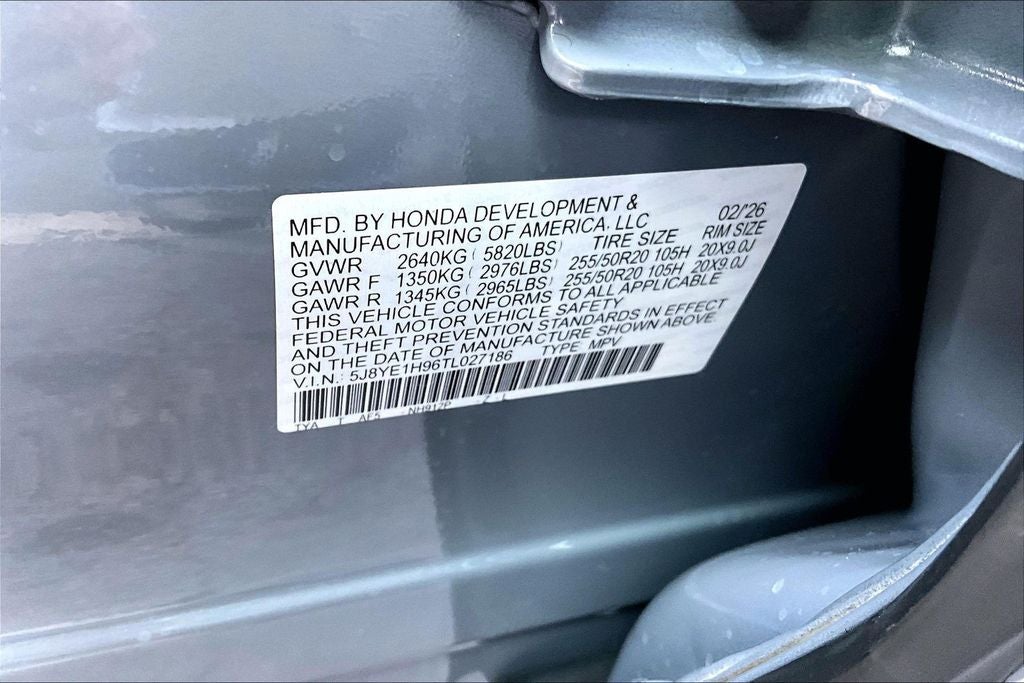 MFD. BY HONDA DEVELOPMENT &
MANUFACTURING OF AMERICA, LLC 02/'26
GVWR 2640KG ( 5820LBS) TIRE SIZE RIM SIZE
GAWR F 1350KG ( 2976LBS) 255/50R20 105H 20X9.0J
GAWR R 1345KG ( 2965LBS) 255/50R20 105H 20X9.0J
THIS VEHICLE CONFORMS TO ALL APPLICABLE
FEDERAL MOTOR VEHICLE SAFETY
AND THEFT PREVENTION STANDARDS IN EFFECT
ON THE DATE OF MANUFACTURE SHOWN ABOVE
V.I.N.: 5J8YE1H96TL027186 TYPE: MPV
TYA T AF5 NH912P Z L